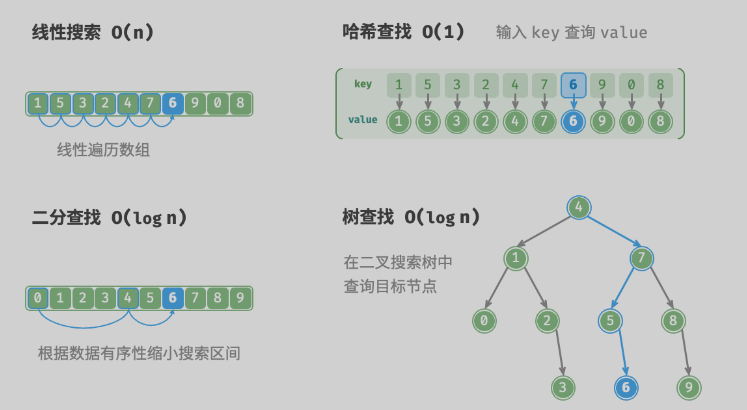 线性搜索 O(n)
1 5 3 2 4 7 6 9 0 8
线性遍历数组
哈希查找 O(1) 输入 key 查询 value
key 1 5 3 2 4 7 6 9 0 8
value 1 5 3 2 4 7 6 9 0 8
二分查找 O(log n)
0 1 2 3 4 5 6 7 8 9
根据数据有序性缩小搜索区间
树查找 O(log n)
在二叉搜索树中
查询目标节点
4
1 7
0 2 5 8
3 6 9